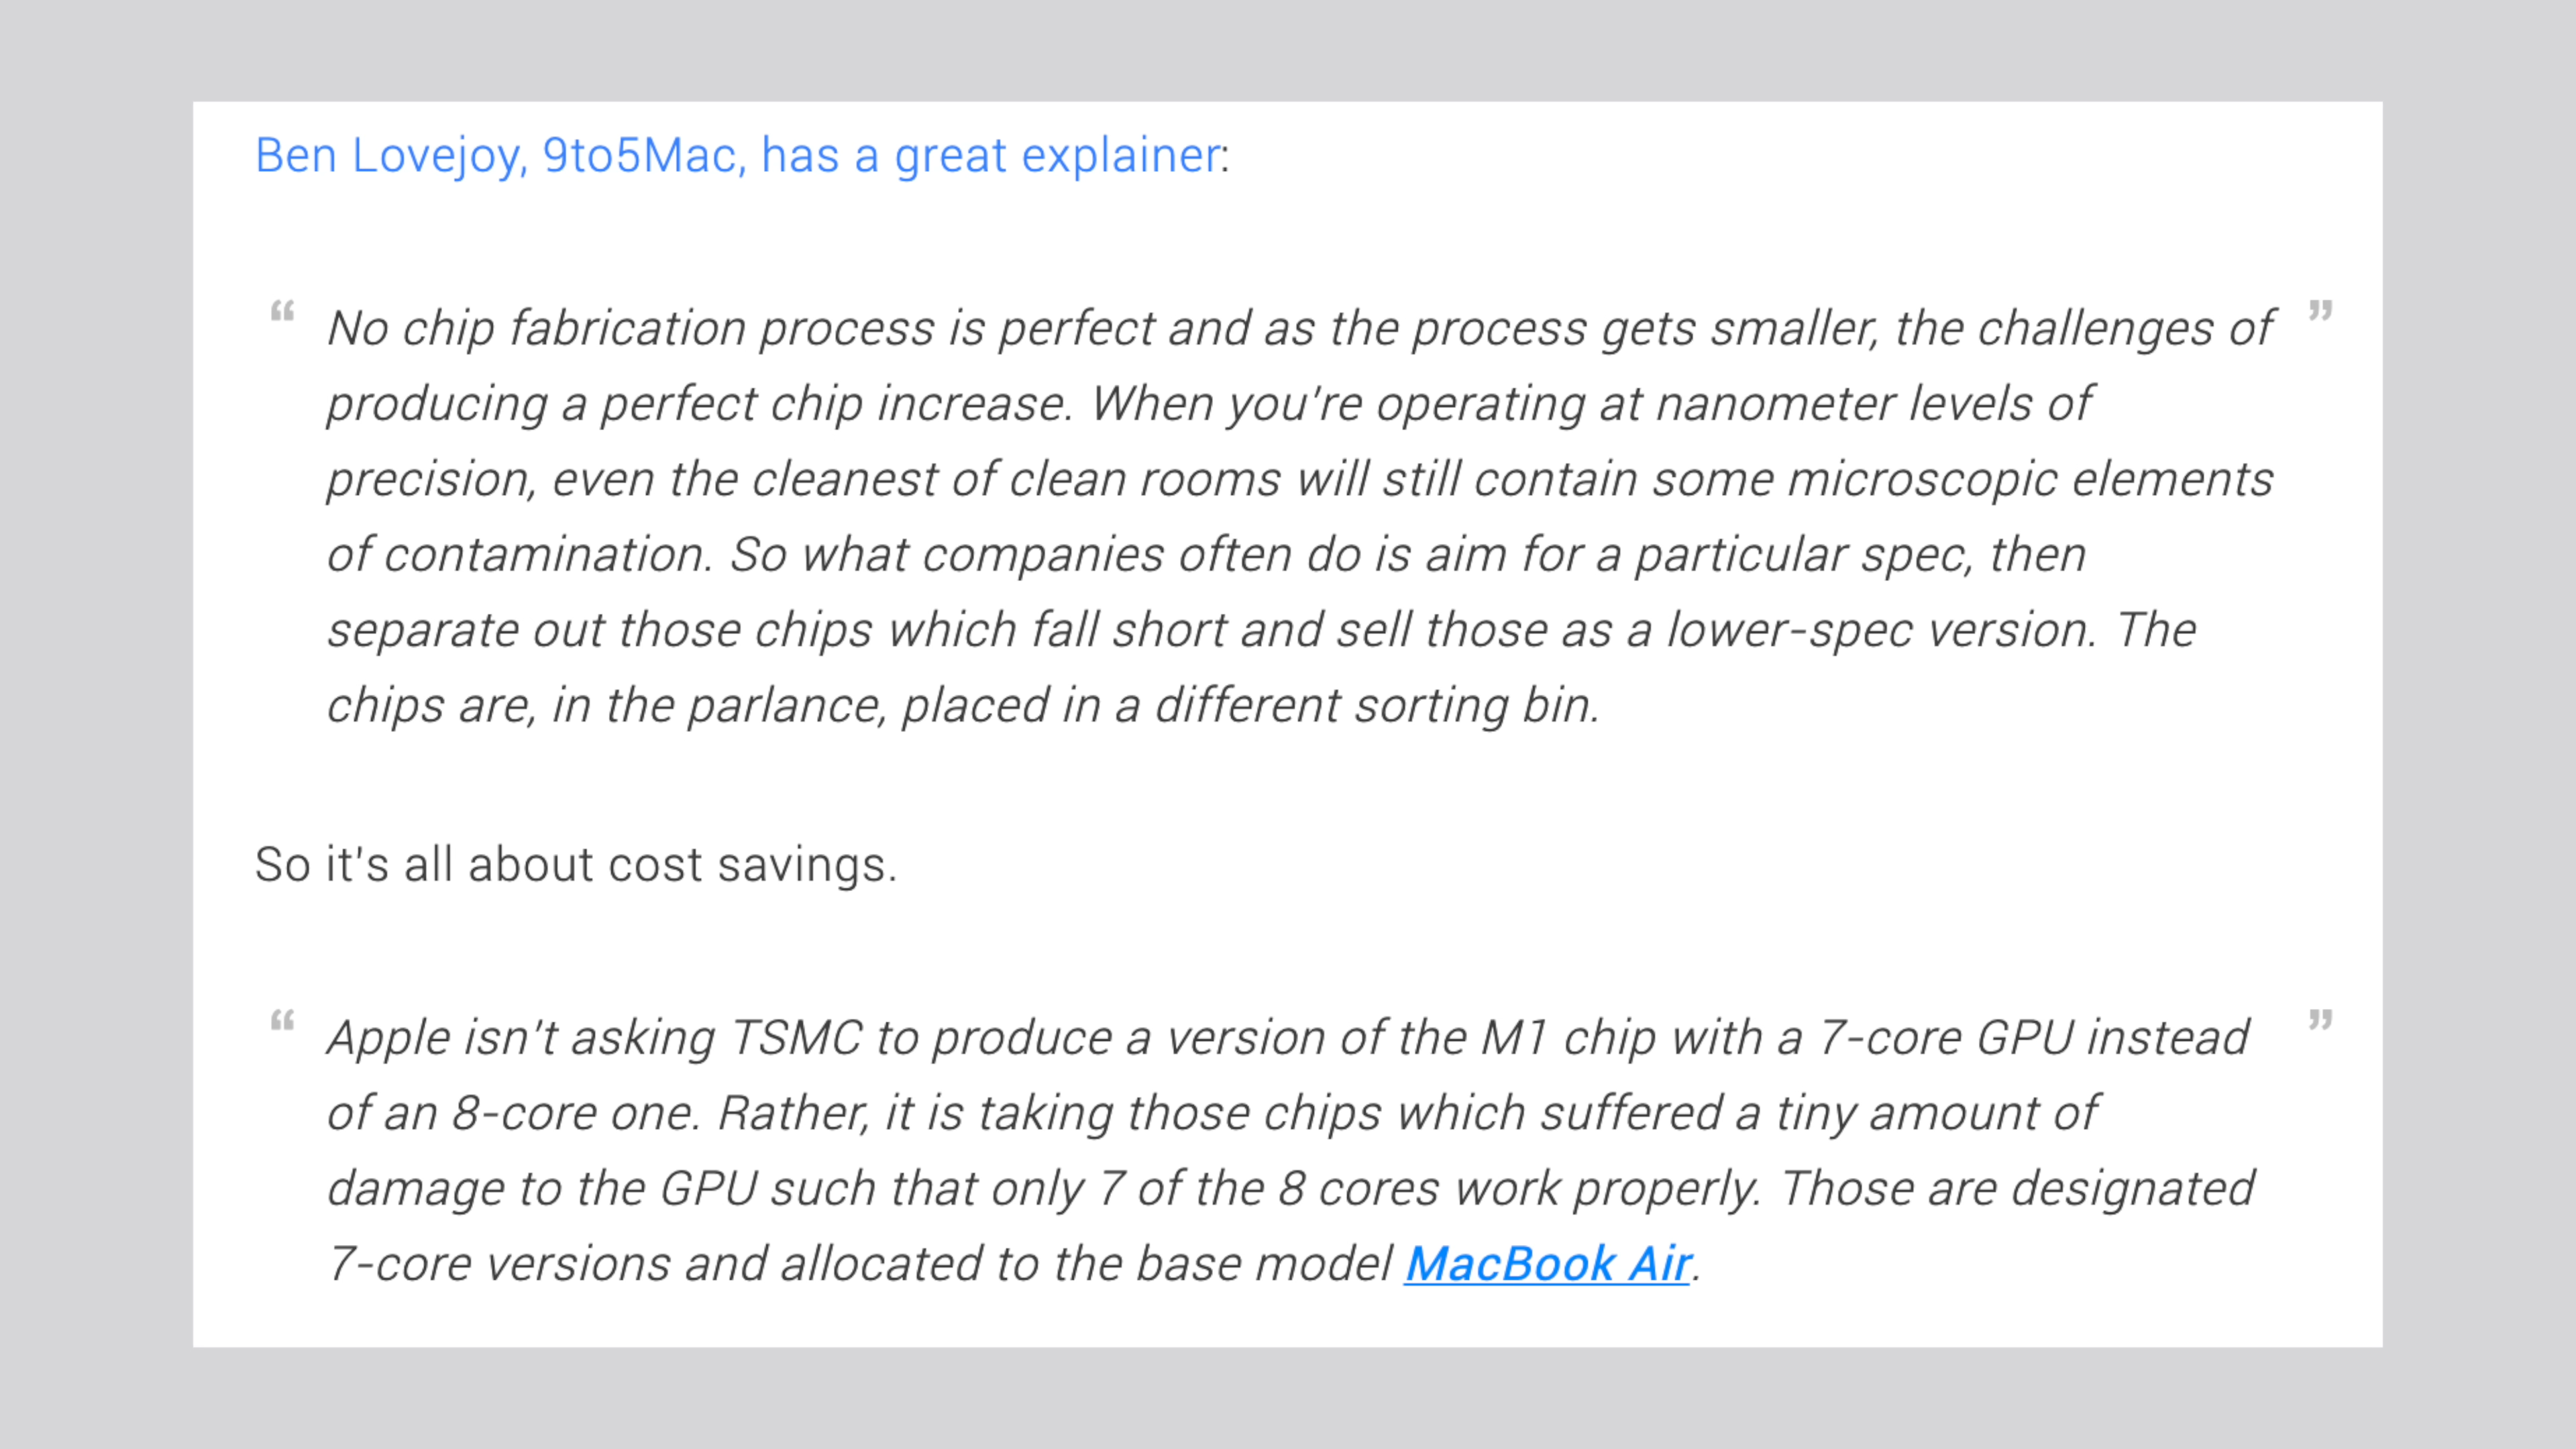 Ben Lovejoy, 9to5Mac, has a great explainer:
“ No chip fabrication process is perfect and as the process gets smaller, the challenges of ”
producing a perfect chip increase. When you're operating at nanometer levels of
precision, even the cleanest of clean rooms will still contain some microscopic elements
of contamination. So what companies often do is aim for a particular spec, then
separate out those chips which fall short and sell those as a lower-spec version. The
chips are, in the parlance, placed in a different sorting bin.
So it's all about cost savings.
“ Apple isn't asking TSMC to produce a version of the M1 chip with a 7-core GPU instead ”
of an 8-core one. Rather, it is taking those chips which suffered a tiny amount of
damage to the GPU such that only 7 of the 8 cores work properly. Those are designated
7-core versions and allocated to the base model MacBook Air.